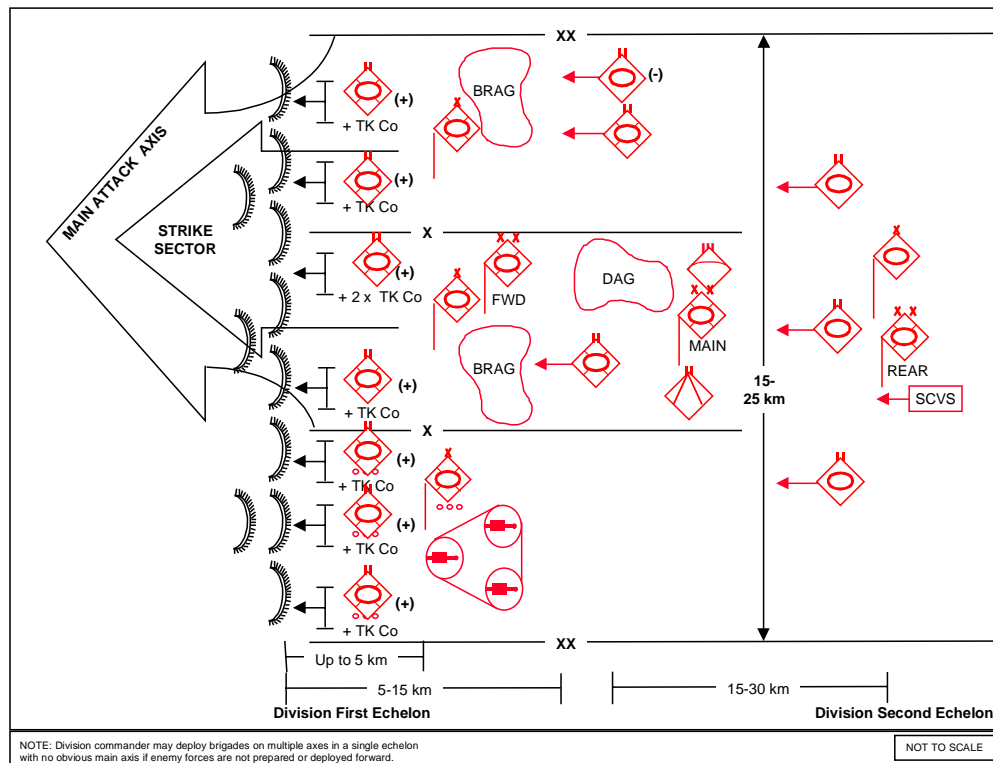 XX
BRAG
(-)
(+)
+ TK Co
MAIN ATTACK AXIS
(+)
+ TK Co
STRIKE
SECTOR
X
X X
(+)
+ 2 x TK Co
FWD
DAG
X X
MAIN
X
X
X X
REAR
SCVS
15-
25 km
BRAG
(+)
+ TK Co
X
(+)
+ TK Co
X
(+)
+ TK Co
(+)
+ TK Co
XX
Up to 5 km
5-15 km
15-30 km
Division First Echelon
Division Second Echelon
NOTE: Division commander may deploy brigades on multiple axes in a single echelon
with no obvious main axis if enemy forces are not prepared or deployed forward.
NOT TO SCALE